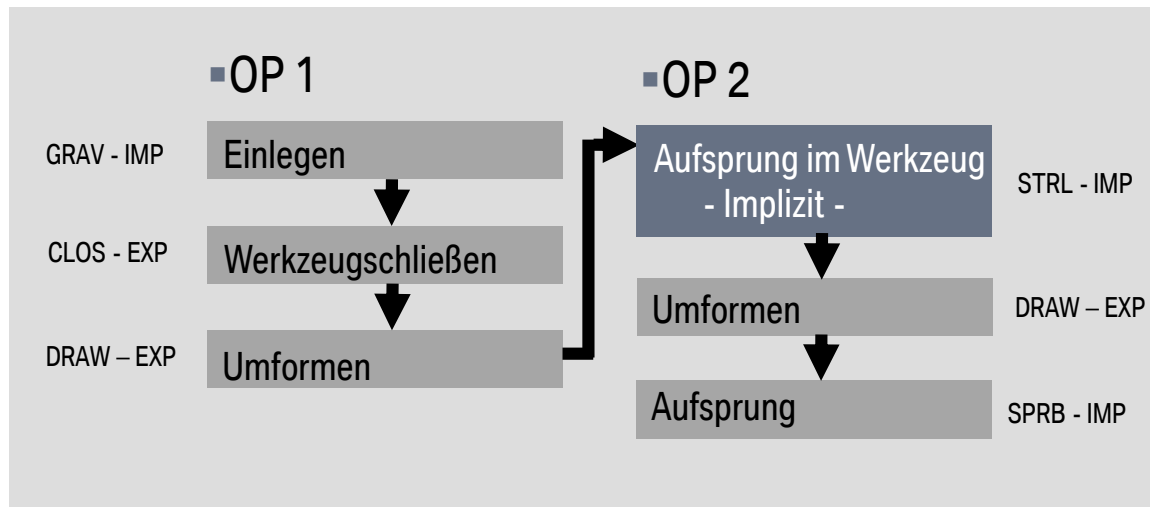 OP 1
GRAV - IMP
Einlegen
CLOS - EXP
Werkzeugschließen
DRAW – EXP
Umformen
OP 2
Aufsprung im Werkzeug
- Implizit -
STRL - IMP
Umformen
DRAW – EXP
Aufsprung
SPRB - IMP